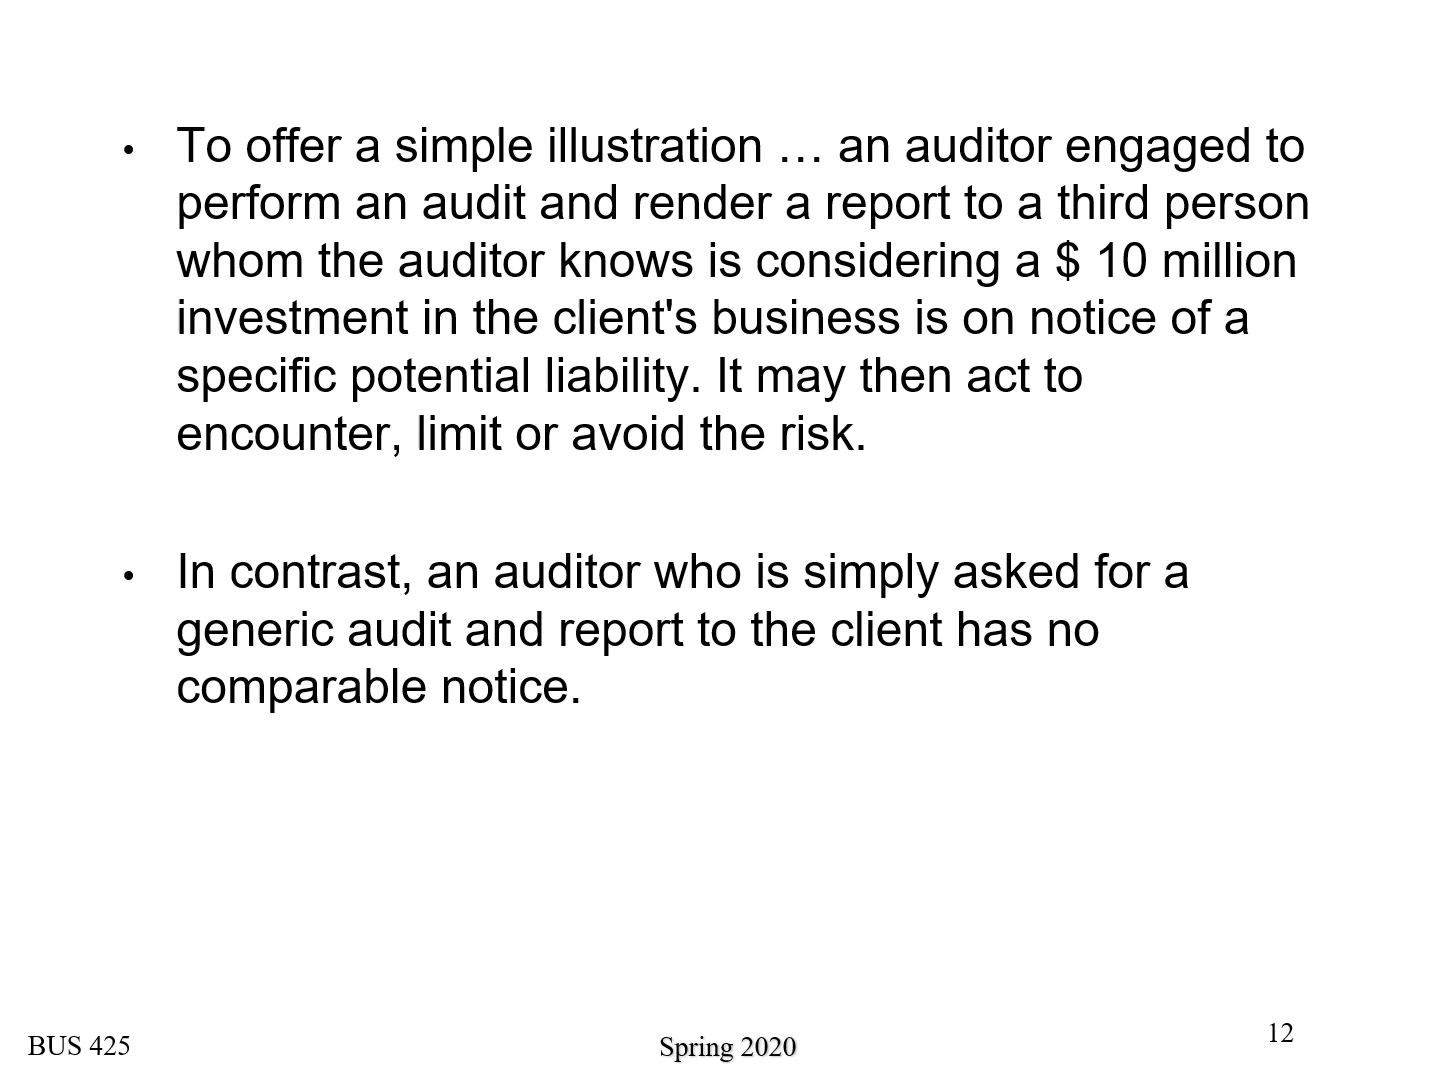 • To offer a simple illustration … an auditor engaged to
perform an audit and render a report to a third person
whom the auditor knows is considering a $ 10 million
investment in the client's business is on notice of a
specific potential liability. It may then act to
encounter, limit or avoid the risk.
• In contrast, an auditor who is simply asked for a
generic audit and report to the client has no
comparable notice.
BUS 425
Spring 2020
12